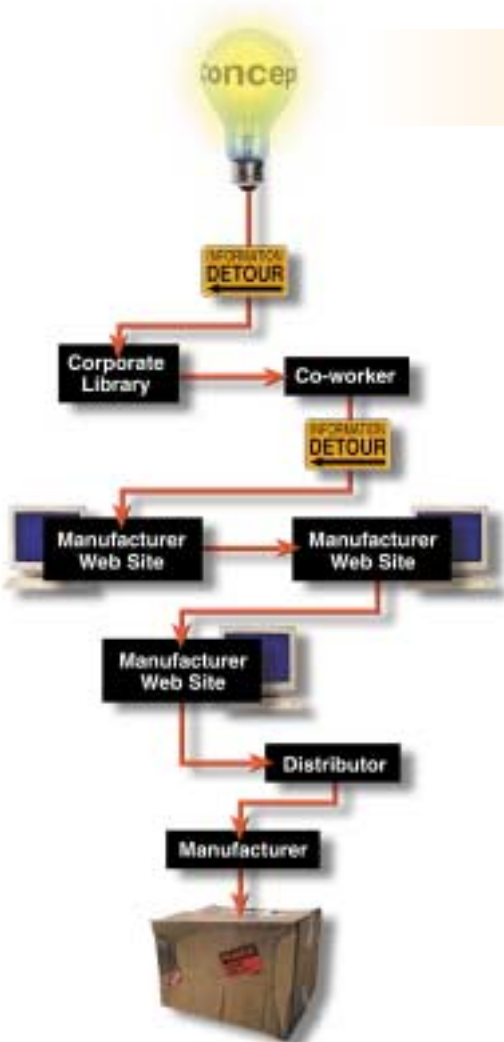 Concep
INFORMATION
DETOUR
Corporate
Library
Co-worker
INFORMATION
DETOUR
Manufacturer
Web Site
Manufacturer
Web Site
Manufacturer
Web Site
Distributor
Manufacturer